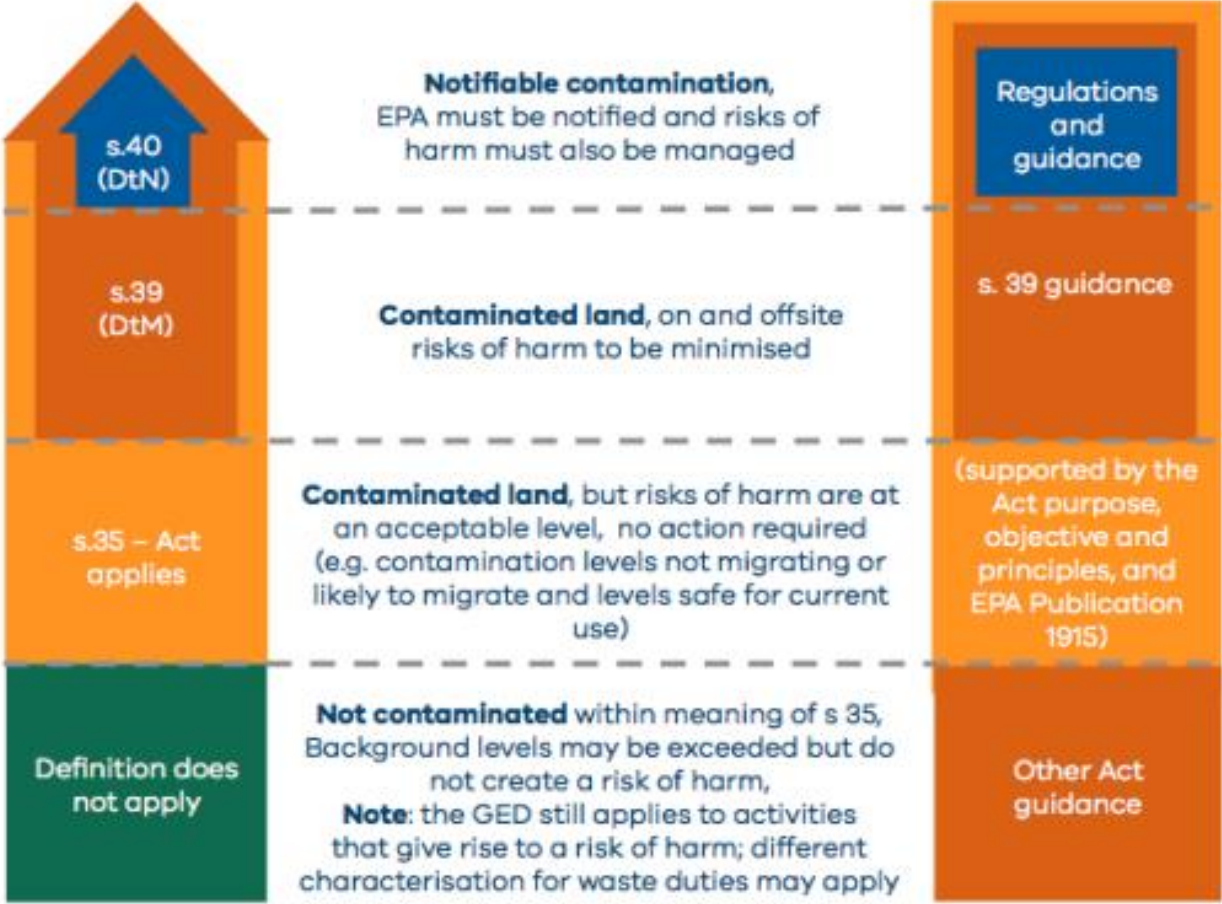 s.40
(DtN)
Notifiable contamination,
EPA must be notified and risks of
harm must also be managed
Regulations
and
guidance
s.39
(DtM)
Contaminated land, on and offsite
risks of harm to be minimised
s. 39 guidance
s.35 – Act
applies
Contaminated land, but risks of harm are at
an acceptable level, no action required
(e.g. contamination levels not migrating or
likely to migrate and levels safe for current
use)
(supported by the
Act purpose,
objective and
principles, and
EPA Publication
1915)
Definition does
not apply
Not contaminated within meaning of s 35,
Background levels may be exceeded but do
not create a risk of harm,
Note: the GED still applies to activities
that give rise to a risk of harm; different
characterisation for waste duties may apply
Other Act
guidance